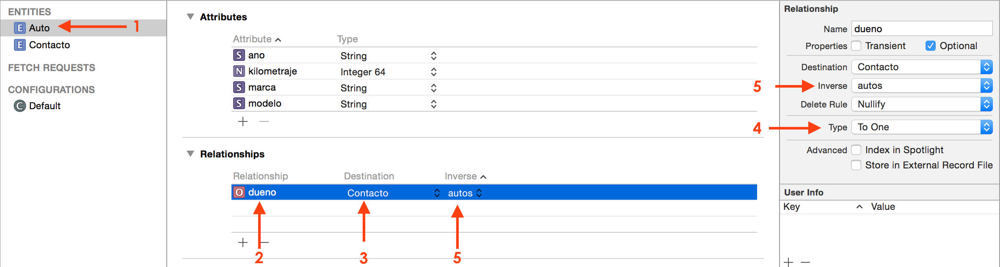 ENTITIES
E Auto
1
E Contacto
FETCH REQUESTS
CONFIGURATIONS
C Default
Attributes
Attribute Type
S ano String
N kilometraje Integer 64
S marca String
S modelo String
Relationships
Relationship Destination Inverse
O dueno Contacto autos
2 3 5
Relationship
Name dueno
Properties Transient Optional
Destination Contacto
5 Inverse autos
Delete Rule Nullify
4 Type To One
Advanced Index in Spotlight
Store in External Record File
User Info
Key Value